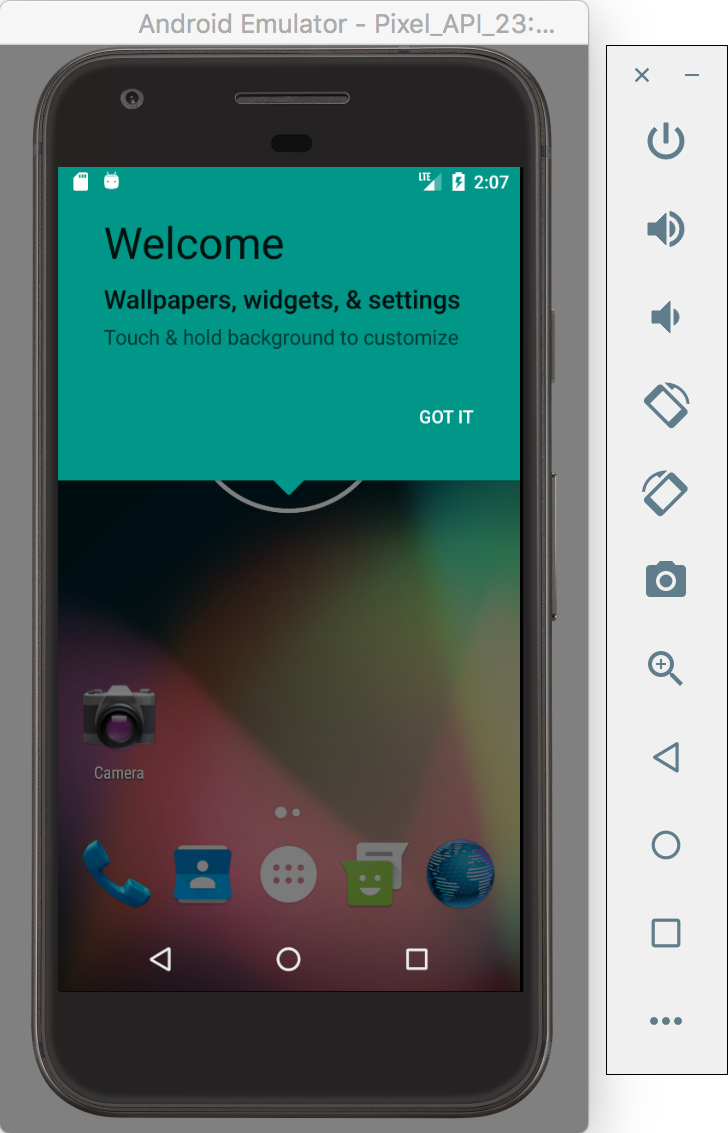 Android Emulator - Pixel_API_23:...
LTE 2:07
Welcome
Wallpapers, widgets, & settings
Touch & hold background to customize
GOT IT
Camera